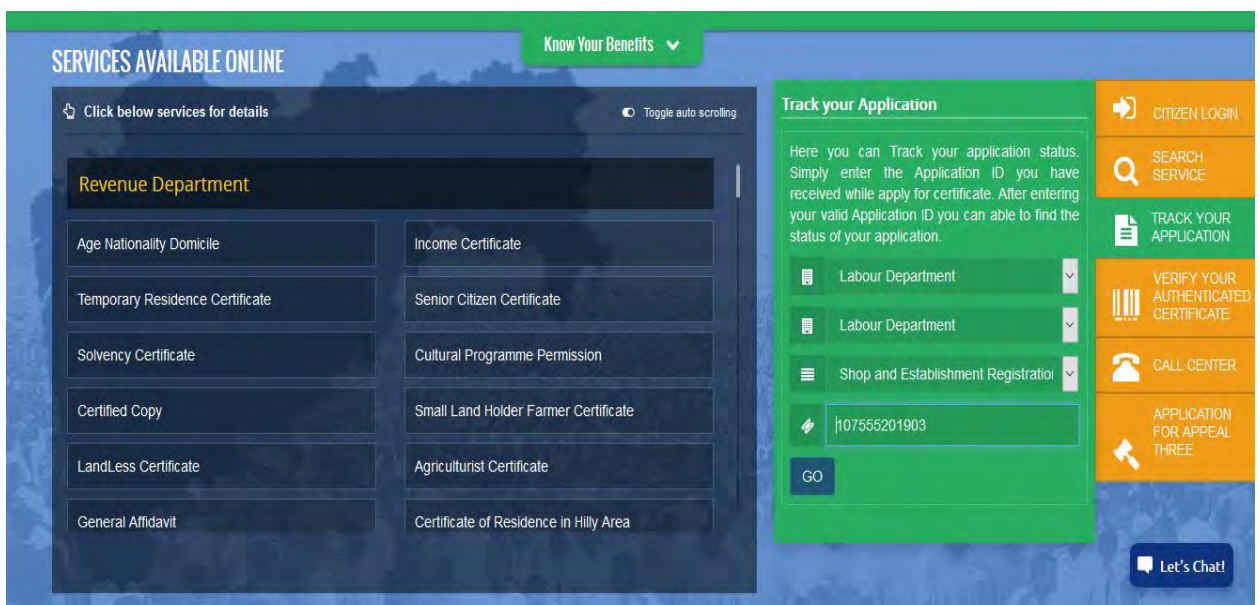 Know Your Benefits
SERVICES AVAILABLE ONLINE
Click below services for details
Toggle auto scrolling
Revenue Department
Age Nationality Domicile
Income Certificate
Temporary Residence Certificate
Senior Citizen Certificate
Solvency Certificate
Cultural Programme Permission
Certified Copy
Small Land Holder Farmer Certificate
LandLess Certificate
Agriculturist Certificate
General Affidavit
Certificate of Residence in Hilly Area
Track your Application
Here you can Track your application status.
Simply enter the Application ID you have
received while apply for certificate. After entering
your valid Application ID you can able to find the
status of your application.
Labour Department
Labour Department
Shop and Establishment Registration
107555201903
GO
CITIZEN LOGIN
SEARCH
SERVICE
TRACK YOUR
APPLICATION
VERIFY YOUR
AUTHENTICATED
CERTIFICATE
CALL CENTER
APPLICATION
FOR APPEAL
THREE
Let's Chat!